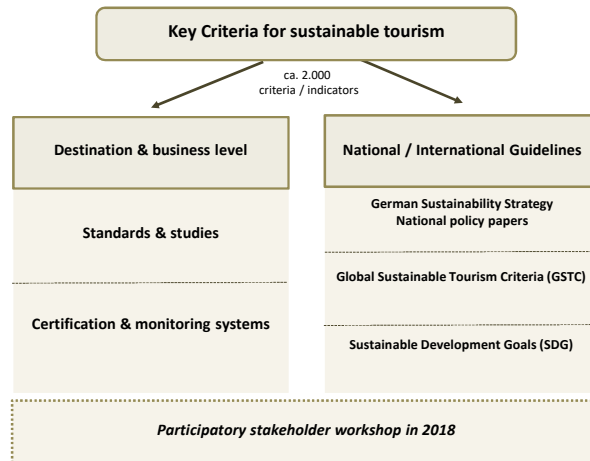 Key Criteria for sustainable tourism
ca. 2.000
criteria / indicators
Destination & business level
Standards & studies
Certification & monitoring systems
National / International Guidelines
German Sustainability Strategy
National policy papers
Global Sustainable Tourism Criteria (GSTC)
Sustainable Development Goals (SDG)
Participatory stakeholder workshop in 2018